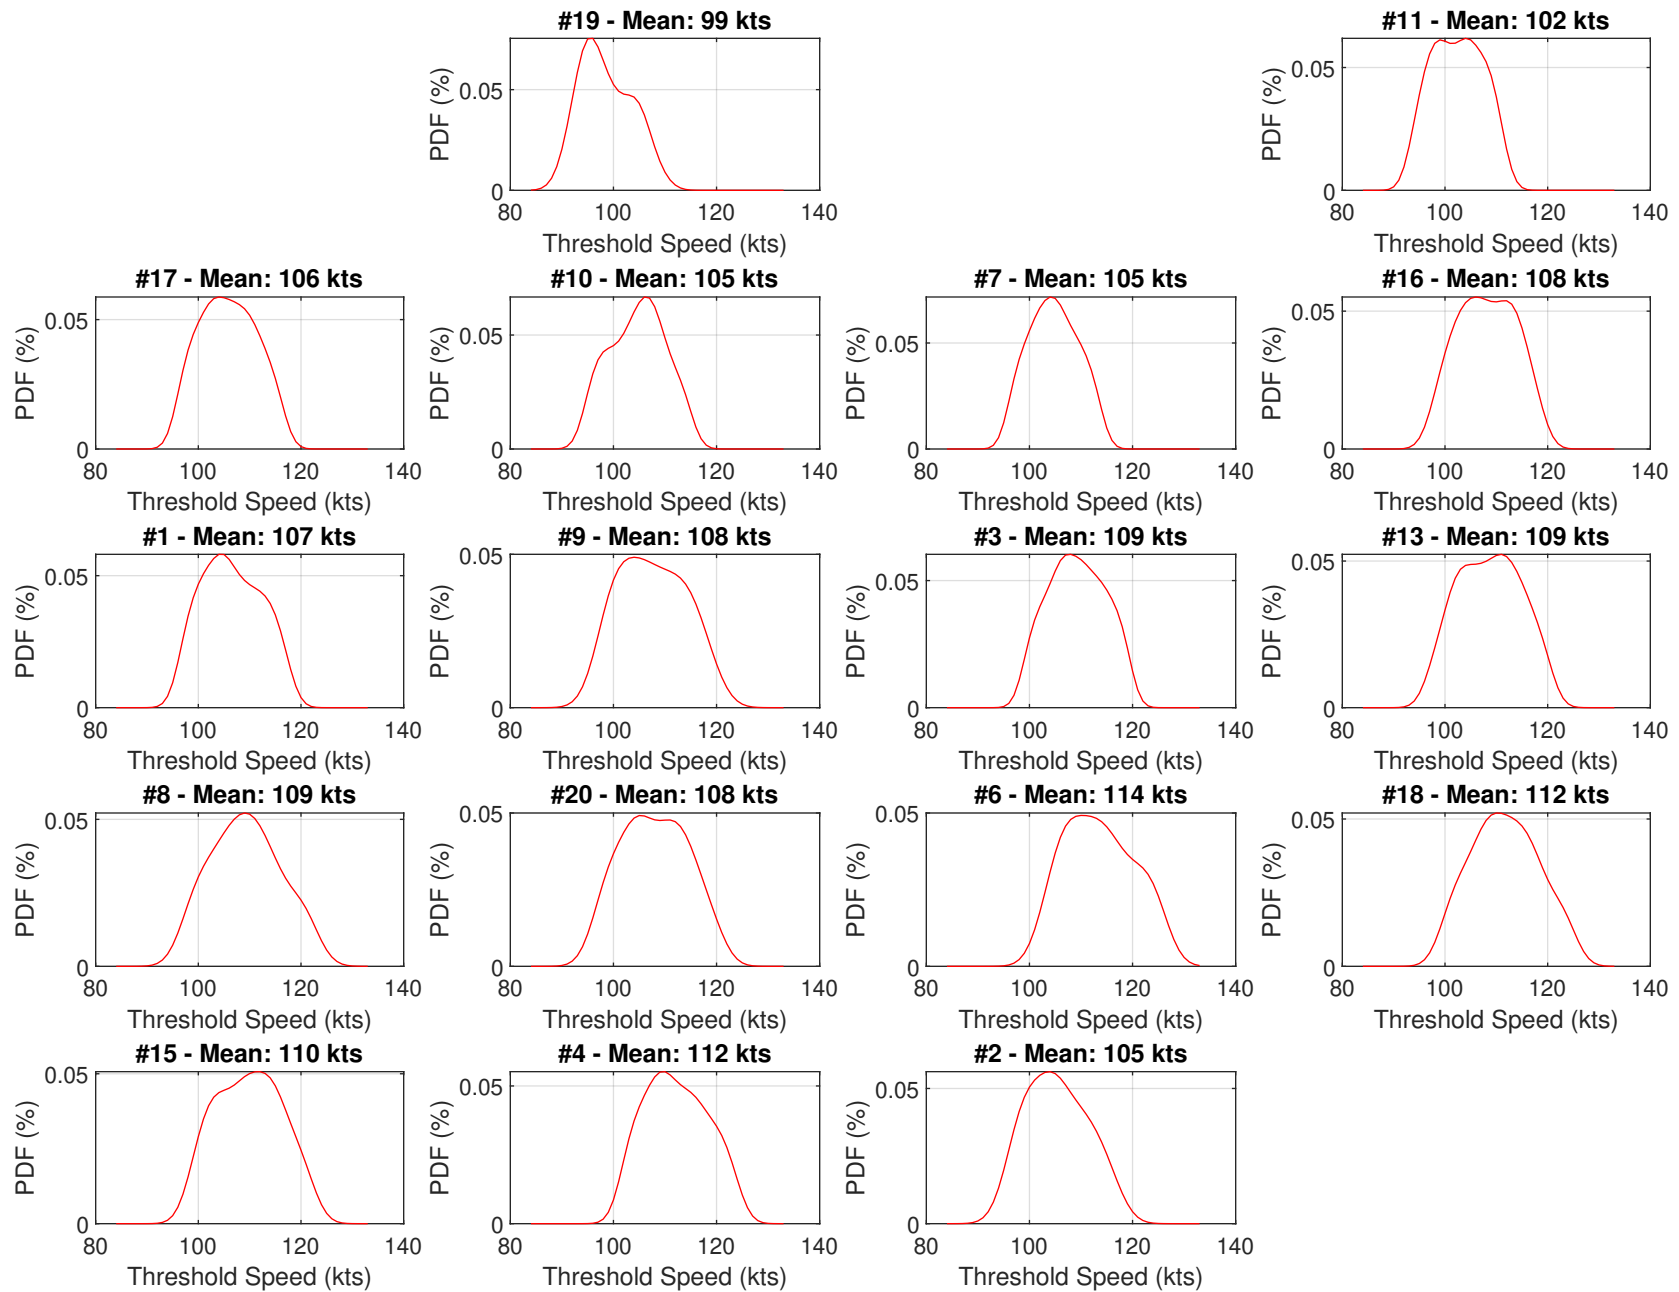 #19 - Mean: 99 kts
PDF (%)
0.05
0
80 100 120 140
Threshold Speed (kts)
#11 - Mean: 102 kts
PDF (%)
0.05
0
80 100 120 140
Threshold Speed (kts)
#17 - Mean: 106 kts
PDF (%)
0.05
0
80 100 120 140
Threshold Speed (kts)
#10 - Mean: 105 kts
PDF (%)
0.05
0
80 100 120 140
Threshold Speed (kts)
#7 - Mean: 105 kts
PDF (%)
0.05
0
80 100 120 140
Threshold Speed (kts)
#16 - Mean: 108 kts
PDF (%)
0.05
0
80 100 120 140
Threshold Speed (kts)
#1 - Mean: 107 kts
PDF (%)
0.05
0
80 100 120 140
Threshold Speed (kts)
#9 - Mean: 108 kts
PDF (%)
0.05
0
80 100 120 140
Threshold Speed (kts)
#3 - Mean: 109 kts
PDF (%)
0.05
0
80 100 120 140
Threshold Speed (kts)
#13 - Mean: 109 kts
PDF (%)
0.05
0
80 100 120 140
Threshold Speed (kts)
#8 - Mean: 109 kts
PDF (%)
0.05
0
80 100 120 140
Threshold Speed (kts)
#20 - Mean: 108 kts
PDF (%)
0.05
0
80 100 120 140
Threshold Speed (kts)
#6 - Mean: 114 kts
PDF (%)
0.05
0
80 100 120 140
Threshold Speed (kts)
#18 - Mean: 112 kts
PDF (%)
0.05
0
80 100 120 140
Threshold Speed (kts)
#15 - Mean: 110 kts
PDF (%)
0.05
0
80 100 120 140
Threshold Speed (kts)
#4 - Mean: 112 kts
PDF (%)
0.05
0
80 100 120 140
Threshold Speed (kts)
#2 - Mean: 105 kts
PDF (%)
0.05
0
80 100 120 140
Threshold Speed (kts)